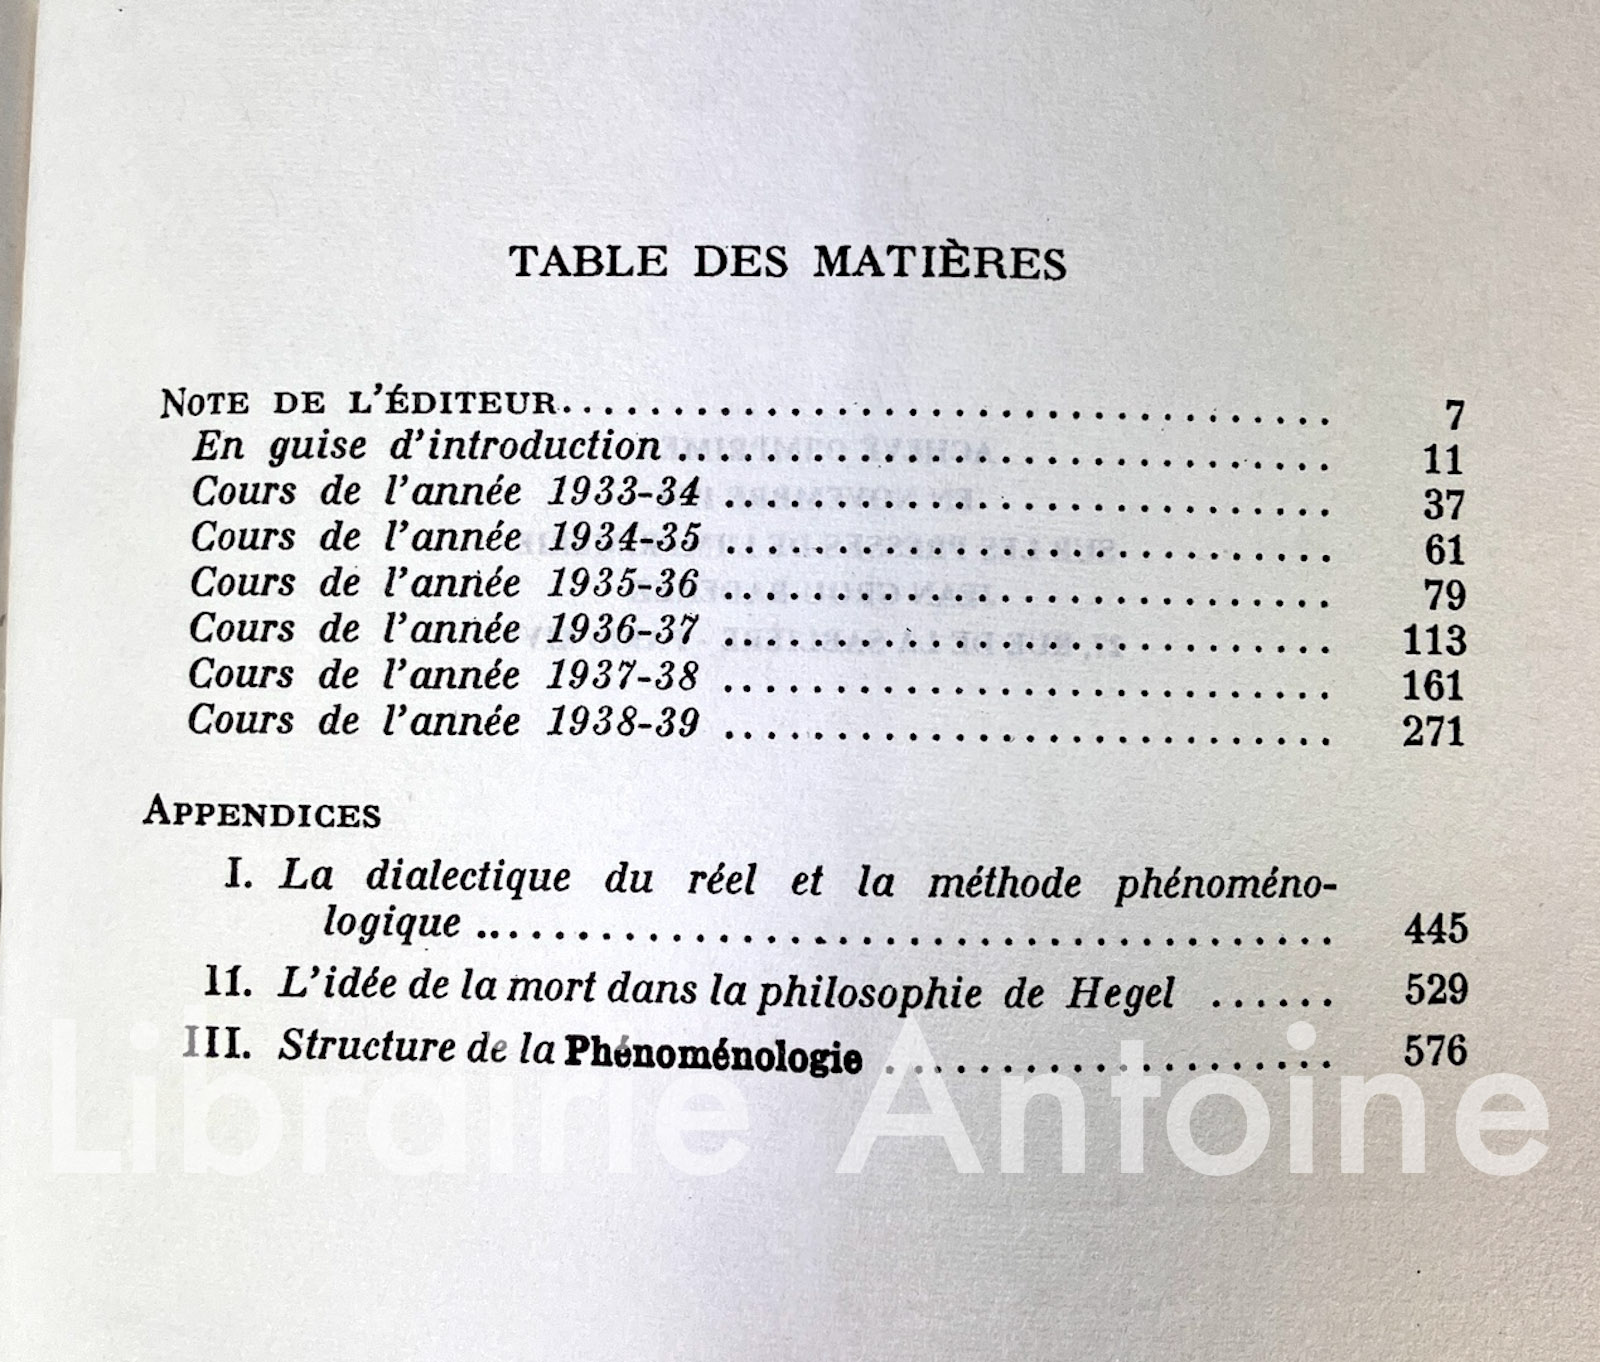 TABLE DES MATIÈRES
NOTE DE L'ÉDITEUR.............................. 7
En guise d'introduction ........................ 11
Cours de l'année 1933-34 ..................... 37
Cours de l'année 1934-35 ..................... 61
Cours de l'année 1935-36 ..................... 79
Cours de l'année 1936-37 ..................... 113
Cours de l'année 1937-38 ..................... 161
Cours de l'année 1938-39 ..................... 271
APPENDICES
I. La dialectique du réel et la méthode phénoméno-
logique .............................. 445
II. L'idée de la mort dans la philosophie de Hegel ...... 529
III. Structure de la Phénoménologie ................ 576
Librairie Antoine